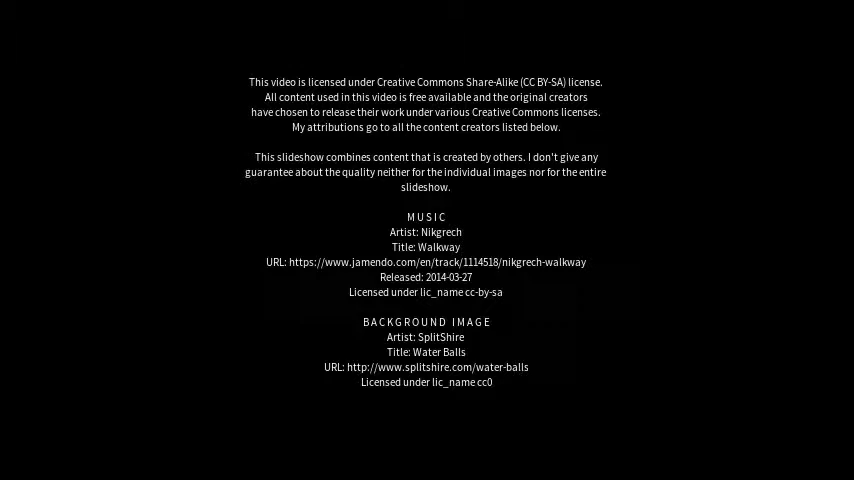 This video is licensed under Creative Commons Share-Alike (CC BY-SA) license.
All content used in this video is free available and the original creators
have chosen to release their work under various Creative Commons licenses.
My attributions go to all the content creators listed below.
This slideshow combines content that is created by others. I don't give any
guarantee about the quality neither for the individual images nor for the entire
slideshow.
MUSIC
Artist: Nikgrech
Title: Walkway
URL: https://www.jamendo.com/en/track/1114518/nikgrech-walkway
Released: 2014-03-27
Licensed under lic_name cc-by-sa
BACKGROUND IMAGE
Artist: SplitShire
Title: Water Balls
URL: http://www.splitshire.com/water-balls
Licensed under lic_name cc0